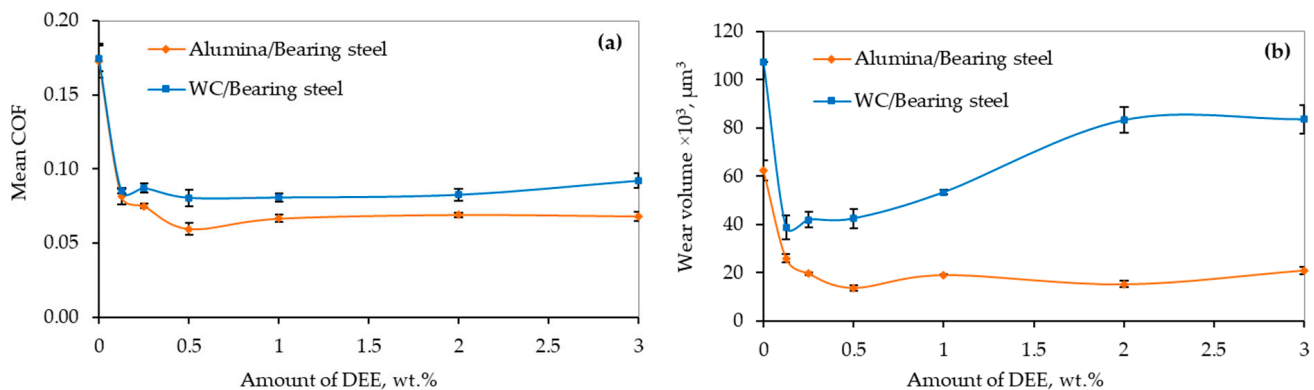 0.20
0.15
0.10
0.05
0.00
Mean COF
Alumina/Bearing steel
WC/Bearing steel
(a)
0 0.5 1 1.5 2 2.5 3
Amount of DEE, wt.%
120
100
80
60
40
20
0
Wear volume ×10³, μm³
Alumina/Bearing steel
WC/Bearing steel
(b)
0 0.5 1 1.5 2 2.5 3
Amount of DEE, wt.%